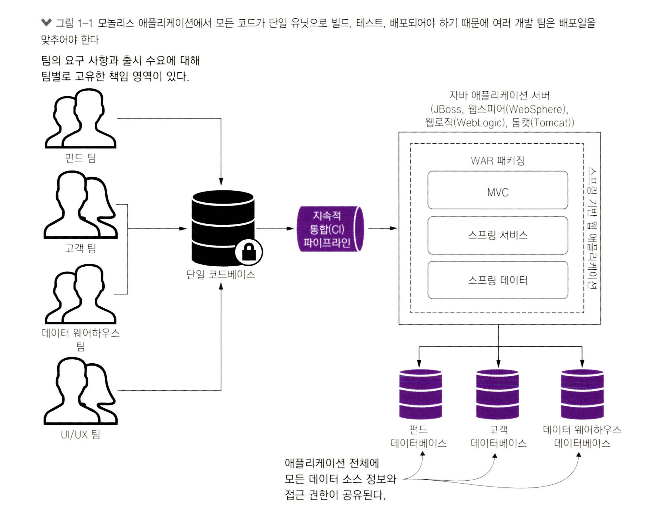 그림 1-1 모놀리스 애플리케이션에서 모든 코드가 단일 유닛으로 빌드, 테스트, 배포되어야 하기 때문에 여러 개발 팀은 배포일을
맞추어야 한다
팀의 요구 사항과 출시 수요에 대해
팀별로 고유한 책임 영역이 있다.
펀드 팀
고객 팀
데이터 웨어하우스
팀
UI/UX 팀
단일 코드베이스
지속적
통합(CI)
파이프라인
자바 애플리케이션 서버
(JBoss, 웹스피어(WebSphere),
웹로직(WebLogic), 톰캣(Tomcat))
WAR 패키징
MVC
스프링 서비스
스프링 데이터
스프링 기반 웹 애플리케이션
펀드
데이터베이스
고객
데이터베이스
데이터 웨어하우스
데이터베이스
애플리케이션 전체에
모든 데이터 소스 정보와
접근 권한이 공유된다.